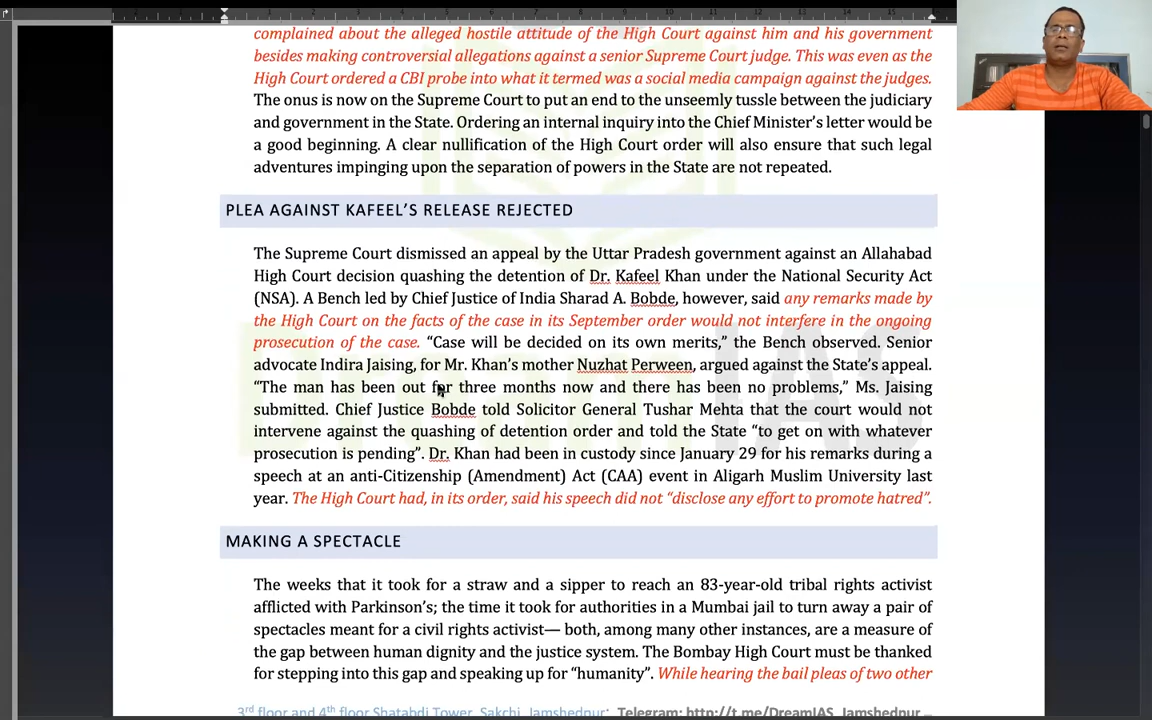 complained about the alleged hostile attitude of the High Court against him and his government
besides making controversial allegations against a senior Supreme Court judge. This was even as the
High Court ordered a CBI probe into what it termed was a social media campaign against the judges.
The onus is now on the Supreme Court to put an end to the unseemly tussle between the judiciary
and government in the State. Ordering an internal inquiry into the Chief Minister's letter would be
a good beginning. A clear nullification of the High Court order will also ensure that such legal
adventures impinging upon the separation of powers in the State are not repeated.
PLEA AGAINST KAFEEL'S RELEASE REJECTED
The Supreme Court dismissed an appeal by the Uttar Pradesh government against an Allahabad
High Court decision quashing the detention of Dr. Kafeel Khan under the National Security Act
(NSA). A Bench led by Chief Justice of India Sharad A. Bobde, however, said any remarks made by
the High Court on the facts of the case in its September order would not interfere in the ongoing
prosecution of the case. “Case will be decided on its own merits,” the Bench observed. Senior
advocate Indira Jaising, for Mr. Khan's mother Nuzhat Perween, argued against the State's appeal.
“The man has been out for three months now and there has been no problems,” Ms. Jaising
submitted. Chief Justice Bobde told Solicitor General Tushar Mehta that the court would not
intervene against the quashing of detention order and told the State “to get on with whatever
prosecution is pending”. Dr. Khan had been in custody since January 29 for his remarks during a
speech at an anti-Citizenship (Amendment) Act (CAA) event in Aligarh Muslim University last
year. The High Court had, in its order, said his speech did not “disclose any effort to promote hatred”.
MAKING A SPECTACLE
The weeks that it took for a straw and a sipper to reach an 83-year-old tribal rights activist
afflicted with Parkinson's; the time it took for authorities in a Mumbai jail to turn away a pair of
spectacles meant for a civil rights activist— both, among many other instances, are a measure of
the gap between human dignity and the justice system. The Bombay High Court must be thanked
for stepping into this gap and speaking up for “humanity”. While hearing the bail pleas of two other
3rd floor and 4th floor Shatabdi Tower, Sakchi, Jamshedpur; Telegram: http://t.me/DreamIAS_Jamshedpur